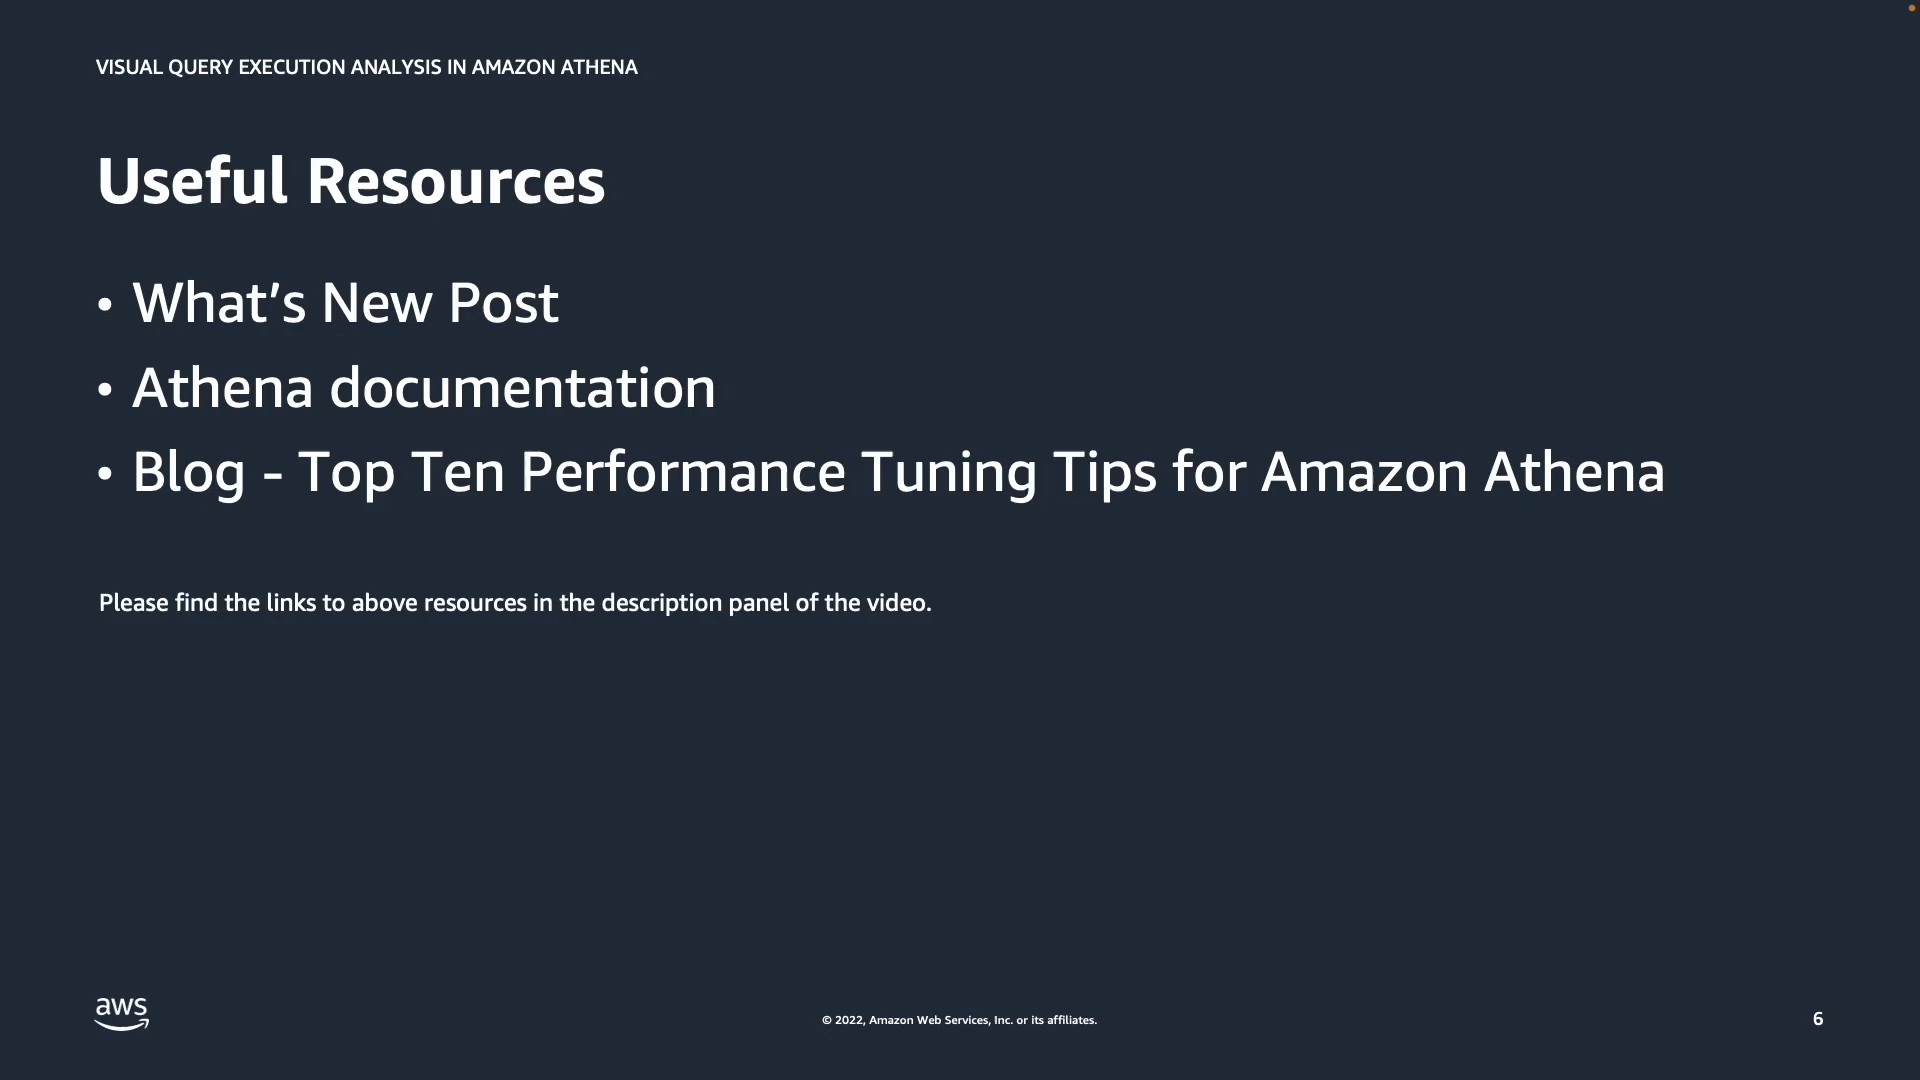 VISUAL QUERY EXECUTION ANALYSIS IN AMAZON ATHENA
Useful Resources
• What’s New Post
• Athena documentation
• Blog - Top Ten Performance Tuning Tips for Amazon Athena
Please find the links to above resources in the description panel of the video.
aws
© 2022, Amazon Web Services, Inc. or its affiliates.
6